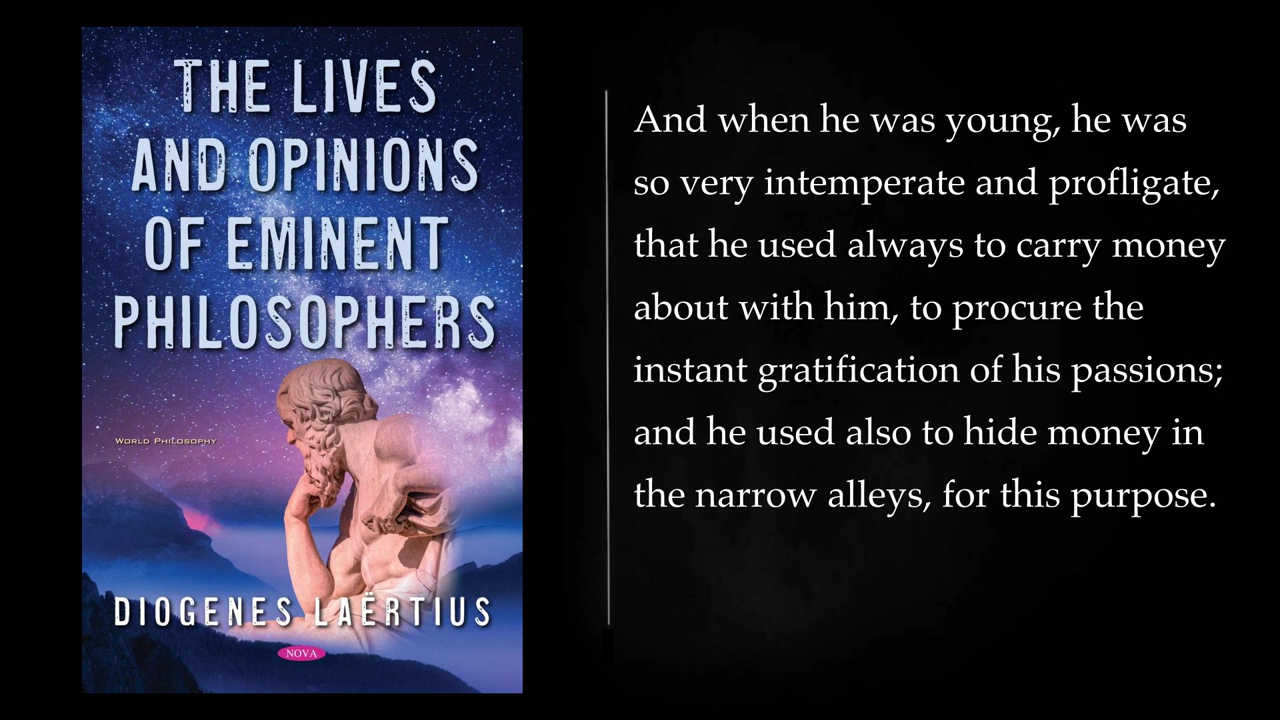 THE LIVES
AND OPINIONS
OF EMINENT
PHILOSOPHERS
WORLD PHILOSOPHY
DIOGENES LAËRTIUS
NOVA
And when he was young, he was
so very intemperate and profligate,
that he used always to carry money
about with him, to procure the
instant gratification of his passions;
and he used also to hide money in
the narrow alleys, for this purpose.